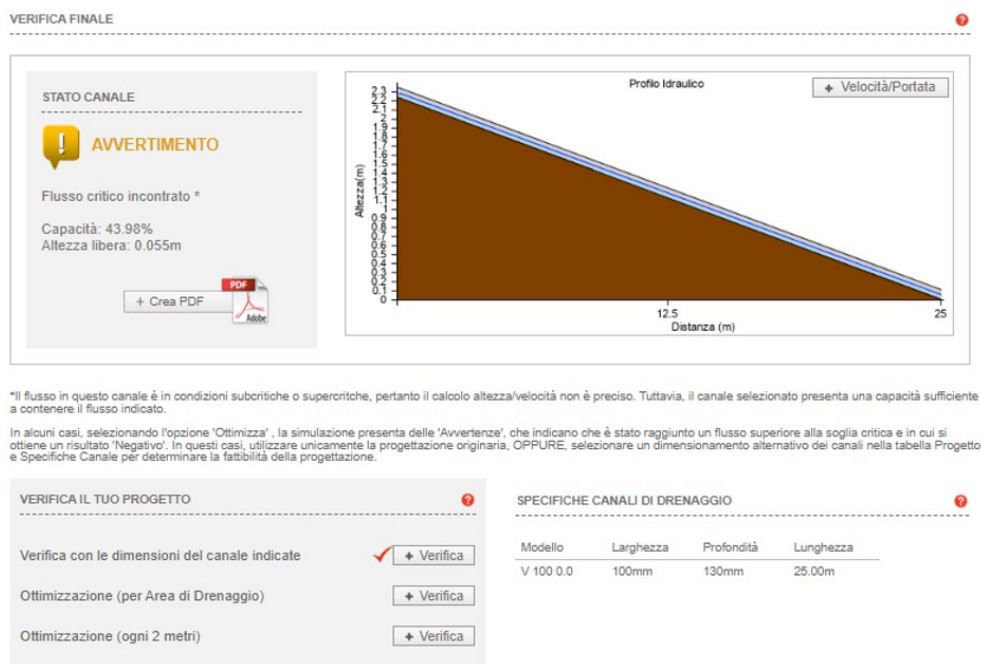 VERIFICA FINALE
?
STATO CANALE
!
AVVERTIMENTO
Flusso critico incontrato *
Capacità: 43.98%
Altezza libera: 0.055m
+ Crea PDF
PDF
Adobe
Profilo Idraulico
+ Velocità/Portata
Altezza(m)
2.3
2.2
2.1
2
1.9
1.8
1.7
1.6
1.5
1.4
1.3
1.2
1.1
1
0.9
0.8
0.7
0.6
0.5
0.4
0.3
0.2
0.1
0
12.5
25
Distanza (m)
*Il flusso in questo canale è in condizioni subcritiche o supercritche, pertanto il calcolo altezza/velocità non è preciso. Tuttavia, il canale selezionato presenta una capacità sufficiente
a contenere il flusso indicato.
In alcuni casi, selezionando l'opzione 'Ottimizza' , la simulazione presenta delle 'Avvertenze', che indicano che è stato raggiunto un flusso superiore alla soglia critica e in cui si
ottiene un risultato 'Negativo'. In questi casi, utilizzare unicamente la progettazione originaria, OPPURE, selezionare un dimensionamento alternativo dei canali nella tabella Progetto
e Specifiche Canale per determinare la fattibilità della progettazione.
VERIFICA IL TUO PROGETTO
?
Verifica con le dimensioni del canale indicate
+ Verifica
Ottimizzazione (per Area di Drenaggio)
+ Verifica
Ottimizzazione (ogni 2 metri)
+ Verifica
SPECIFICHE CANALI DI DRENAGGIO
?
Modello Larghezza Profondità Lunghezza
V 100 0.0 100mm 130mm 25.00m